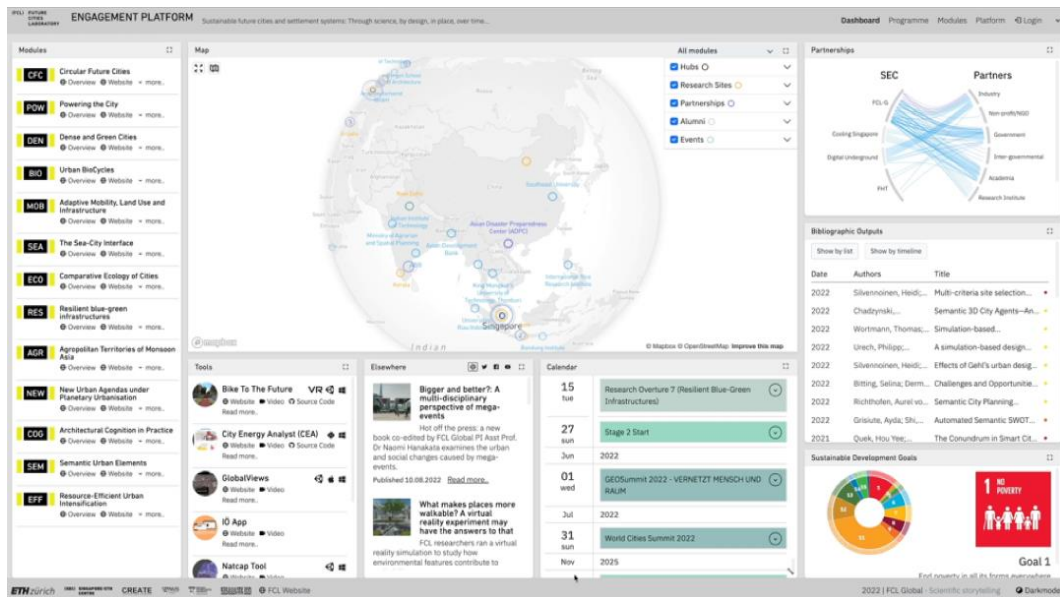 (FCL) FUTURE CITIES LABORATORY
ENGAGEMENT PLATFORM
Sustainable future cities and settlement systems: Through science, by design, in place, over time...
Dashboard Programme Modules Platform Login
Modules
CFC Circular Future Cities
Overview Website more..
POW Powering the City
Overview Website more..
DEN Dense and Green Cities
Overview Website more..
BIO Urban BioCycles
Overview Website more..
MOB Adaptive Mobility, Land Use and
Infrastructure
Overview Website more..
SEA The Sea-City Interface
Overview Website more..
ECO Comparative Ecology of Cities
Overview Website more..
RES Resilient blue-green
infrastructures
Overview Website more..
AGR Agropolitan Territories of Monsoon
Asia
Overview Website more..
NEW New Urban Agendas under
Planetary Urbanisation
Overview Website more..
COG Architectural Cognition in Practice
Overview Website more..
SEM Semantic Urban Elements
Overview Website more..
EFF Resource-Efficient Urban
Intensification
Overview Website more..
Map
All modules
Hubs
Research Sites
Partnerships
Alumni
Events
Southeast University
Asian Disaster Preparedness
Center (ADPC)
Asian Development
Bank
Singapore
Bandung Institute
Indian
mapbox
© Mapbox © OpenStreetMap Improve this map
Tools
Bike To The Future VR
Website Video Source Code
Read more..
City Energy Analyst (CEA)
Website Video Source Code
Read more..
GlobalViews
Website Video
Read more..
IÖ App
Website Video
Read more..
Natcap Tool
Website Video
Elsewhere
Bigger and better?: A
multi-disciplinary
perspective of mega-
events
Hot off the press: a new
book co-edited by FCL Global PI Asst Prof.
Dr Naomi Hanakata examines the urban
and social changes caused by mega-
events.
Published 10.08.2022 Read more..
What makes places more
walkable? A virtual
reality experiment may
have the answers to that
FCL researchers ran a virtual
reality simulation to study how
environmental features contribute to
Calendar
15
tue
Research Overture 7 (Resilient Blue-Green
Infrastructures)
27
sun
Stage 2 Start
Jun 2022
01
wed
GEOSummit 2022 - VERNETZT MENSCH UND
RAUM
Jul 2022
31
sun
World Cities Summit 2022
Nov 2025
Partnerships
SEC Partners
FCL G
Cooling Singapore
Digital Underground
FHT
Industry
Non-profit/NGO
Government
Inter-governmental
Academia
Research Institute
Bibliographic Outputs
Show by list Show by timeline
Date Authors Title
2022 Silvennoinen, Heidi;... Multi-criteria site selection...
2022 Chadzynski,... Semantic 3D City Agents—An...
2022 Wortmann, Thomas;... Simulation-based...
2022 Urech, Philipp;... A simulation-based design...
2022 Silvennoinen, Heidi;... Effects of Gehl's urban desig...
2022 Bitting, Selina; Derm... Challenges and Opportunitie...
2022 Richthofen, Aurel vo... Semantic City Planning...
2022 Grisiute, Ayda; Shi,... Automated Semantic SWOT...
2021 Quek, Hou Yee;... The Conundrum in Smart Cit...
Sustainable Development Goals
1 NO
POVERTY
Goal 1
End poverty in all its forms everywhere
ETH zürich CREATE FCL Website
2022 | FCL Global - Scientific storytelling Darkmode